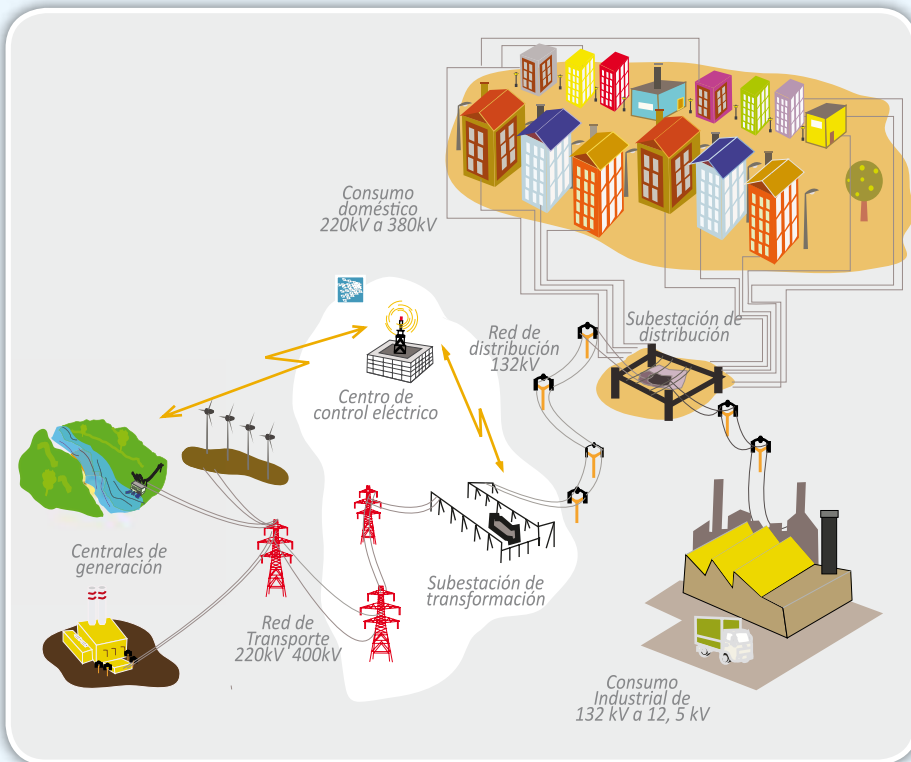 Consumo
doméstico
220kV a 380kV
Red de
distribución
132kV
Subestación de
distribución
Centro de
control eléctrico
Centrales de
generación
Subestación de
transformación
Red de
Transporte
220kV 400kV
Consumo
Industrial de
132 kV a 12, 5 kV